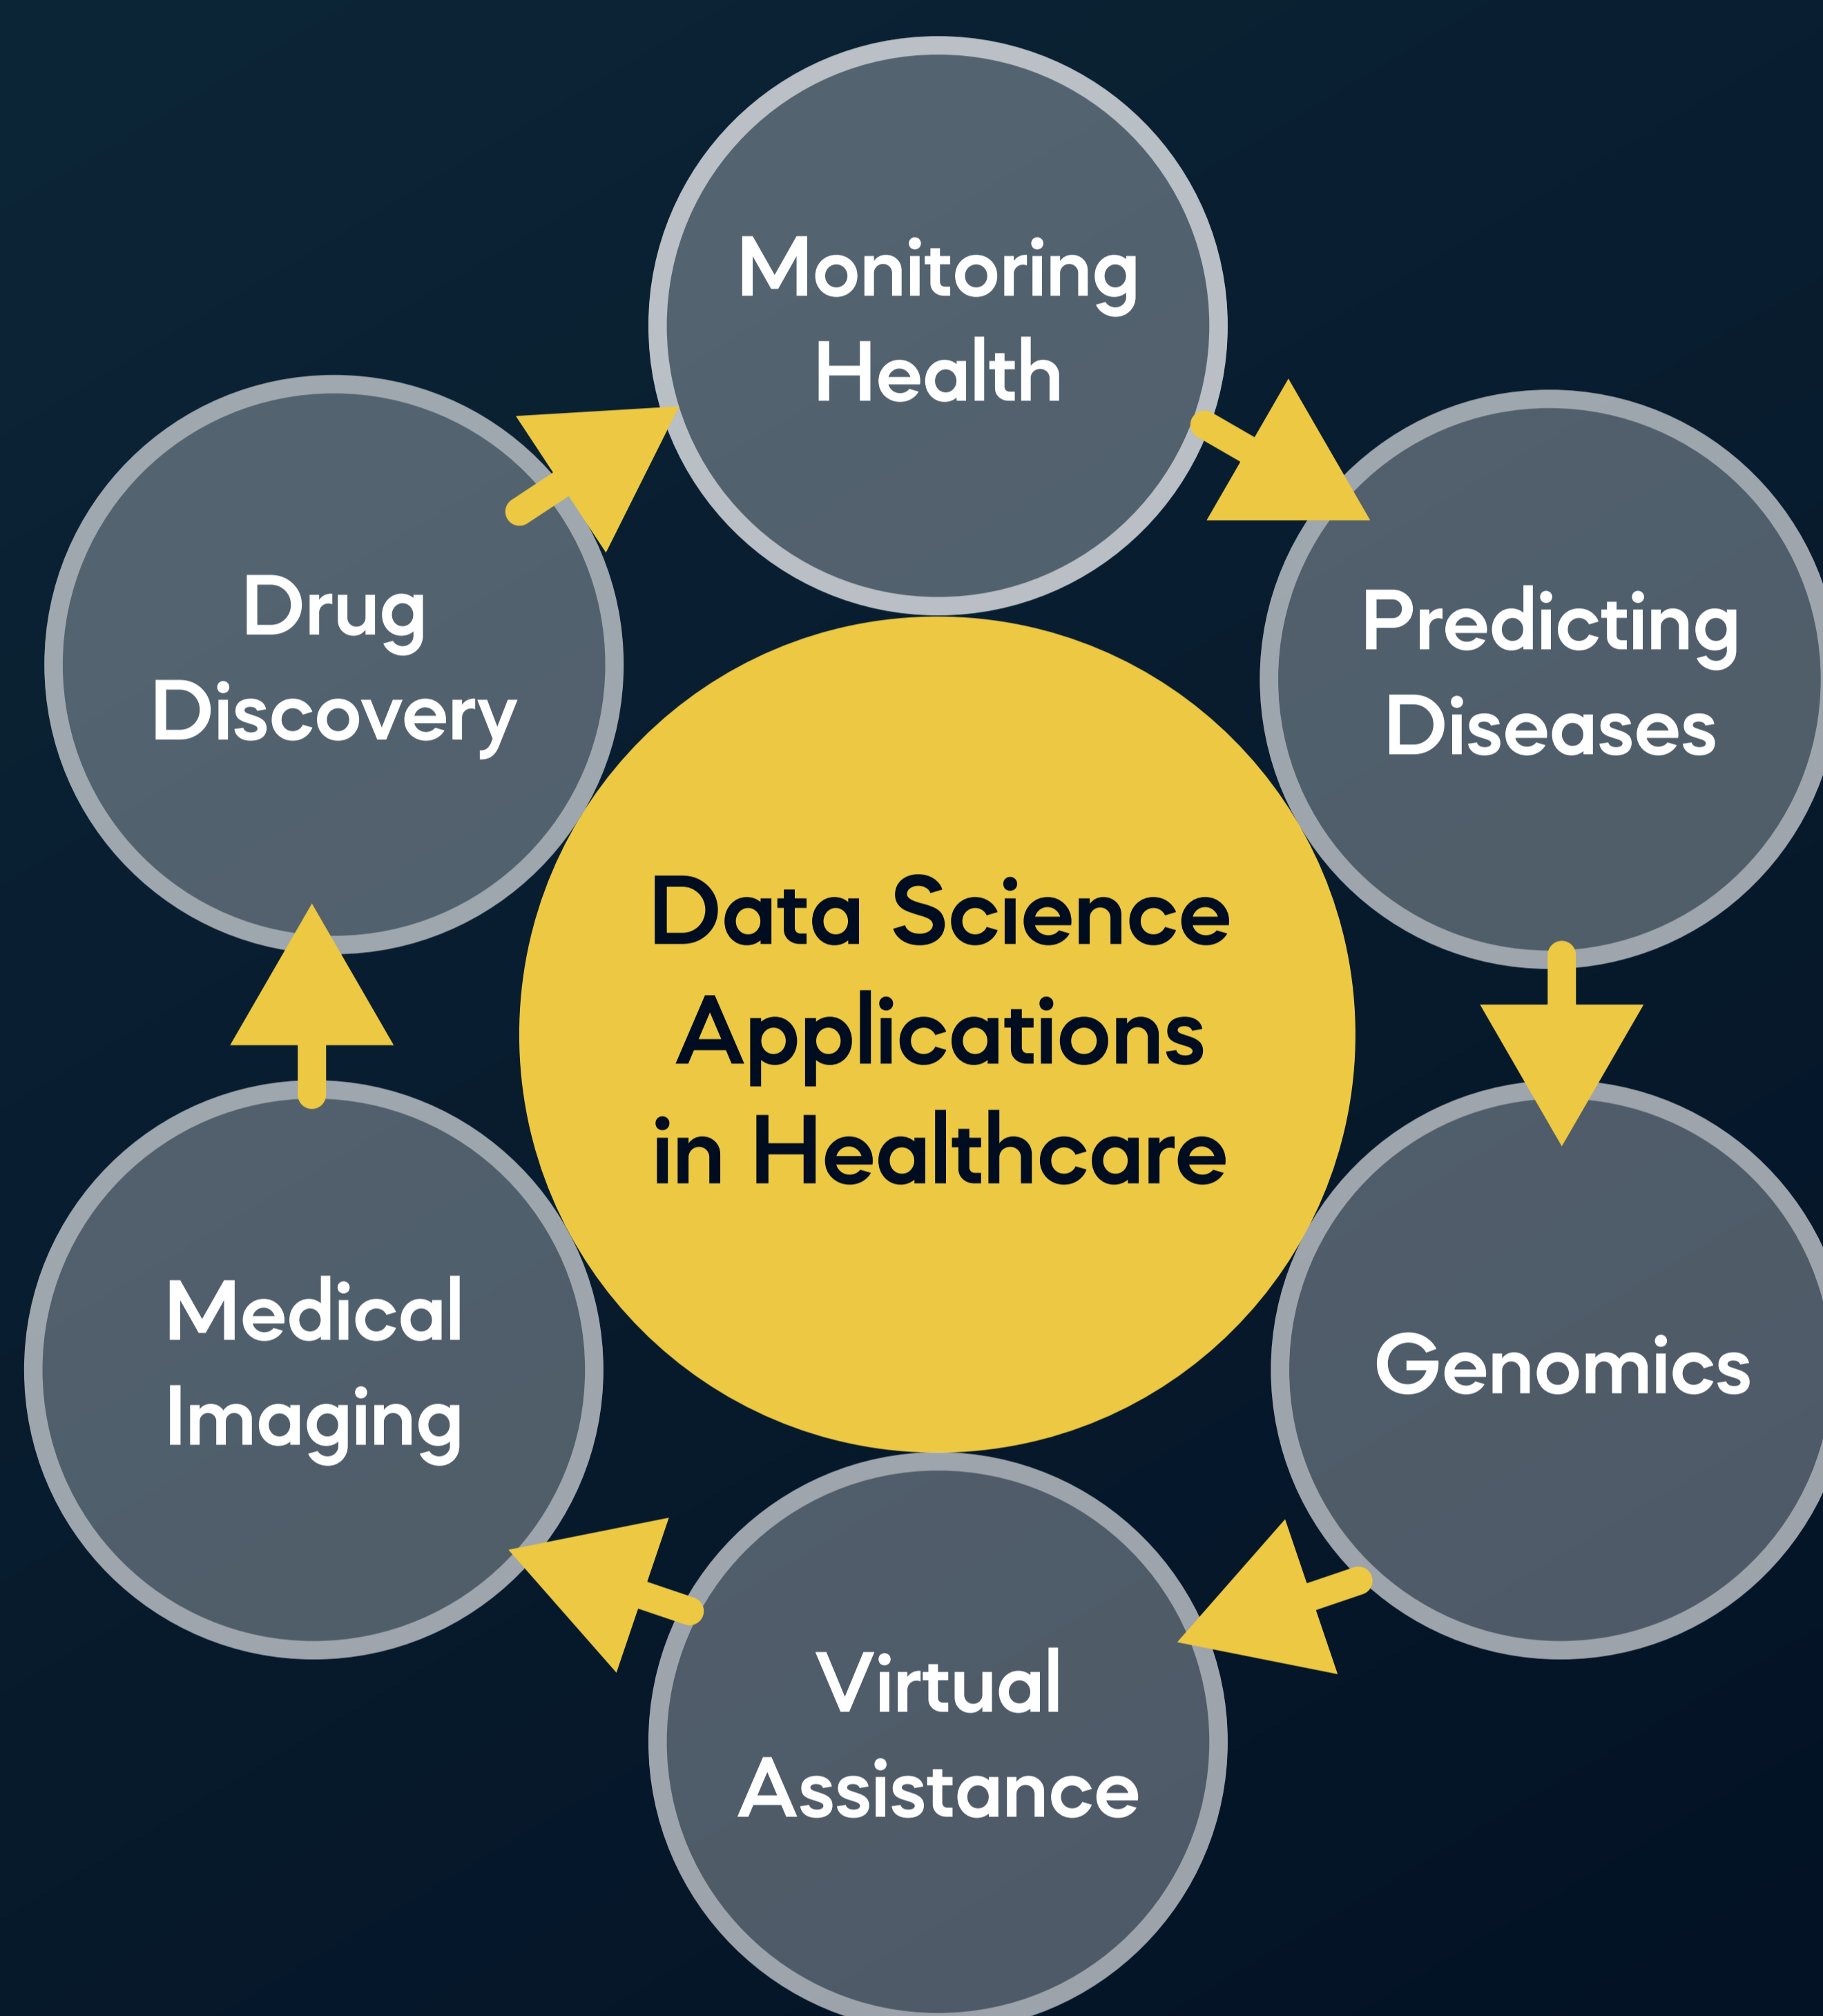 Monitoring
Health
Drug
Discovery
Predicting
Diseases
Data Science
Applications
in Healthcare
Medical
Imaging
Genomics
Virtual
Assistance